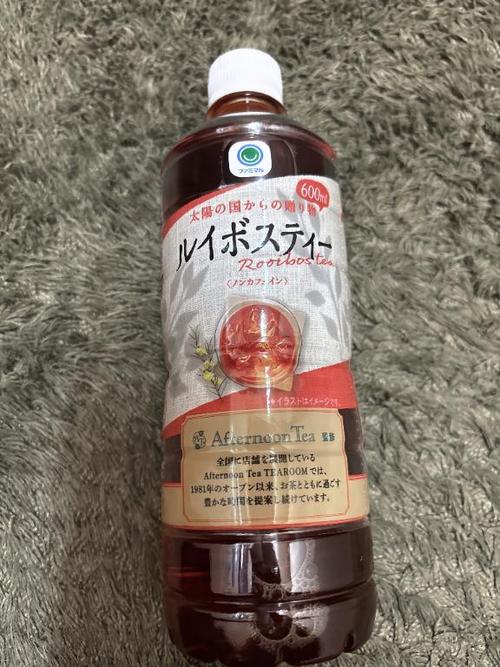 ファミマル
600ml
太陽の国からの贈り物
ルイボスティー
Rooibos tea
〈ノンカフェイン〉
＊イラストはイメージです。
Afternoon Tea 監修
全国に店舗を展開している
Afternoon Tea TEAROOMでは、
1981年のオープン以来、お茶とともに過ごす
豊かな時間を提案し続けています。